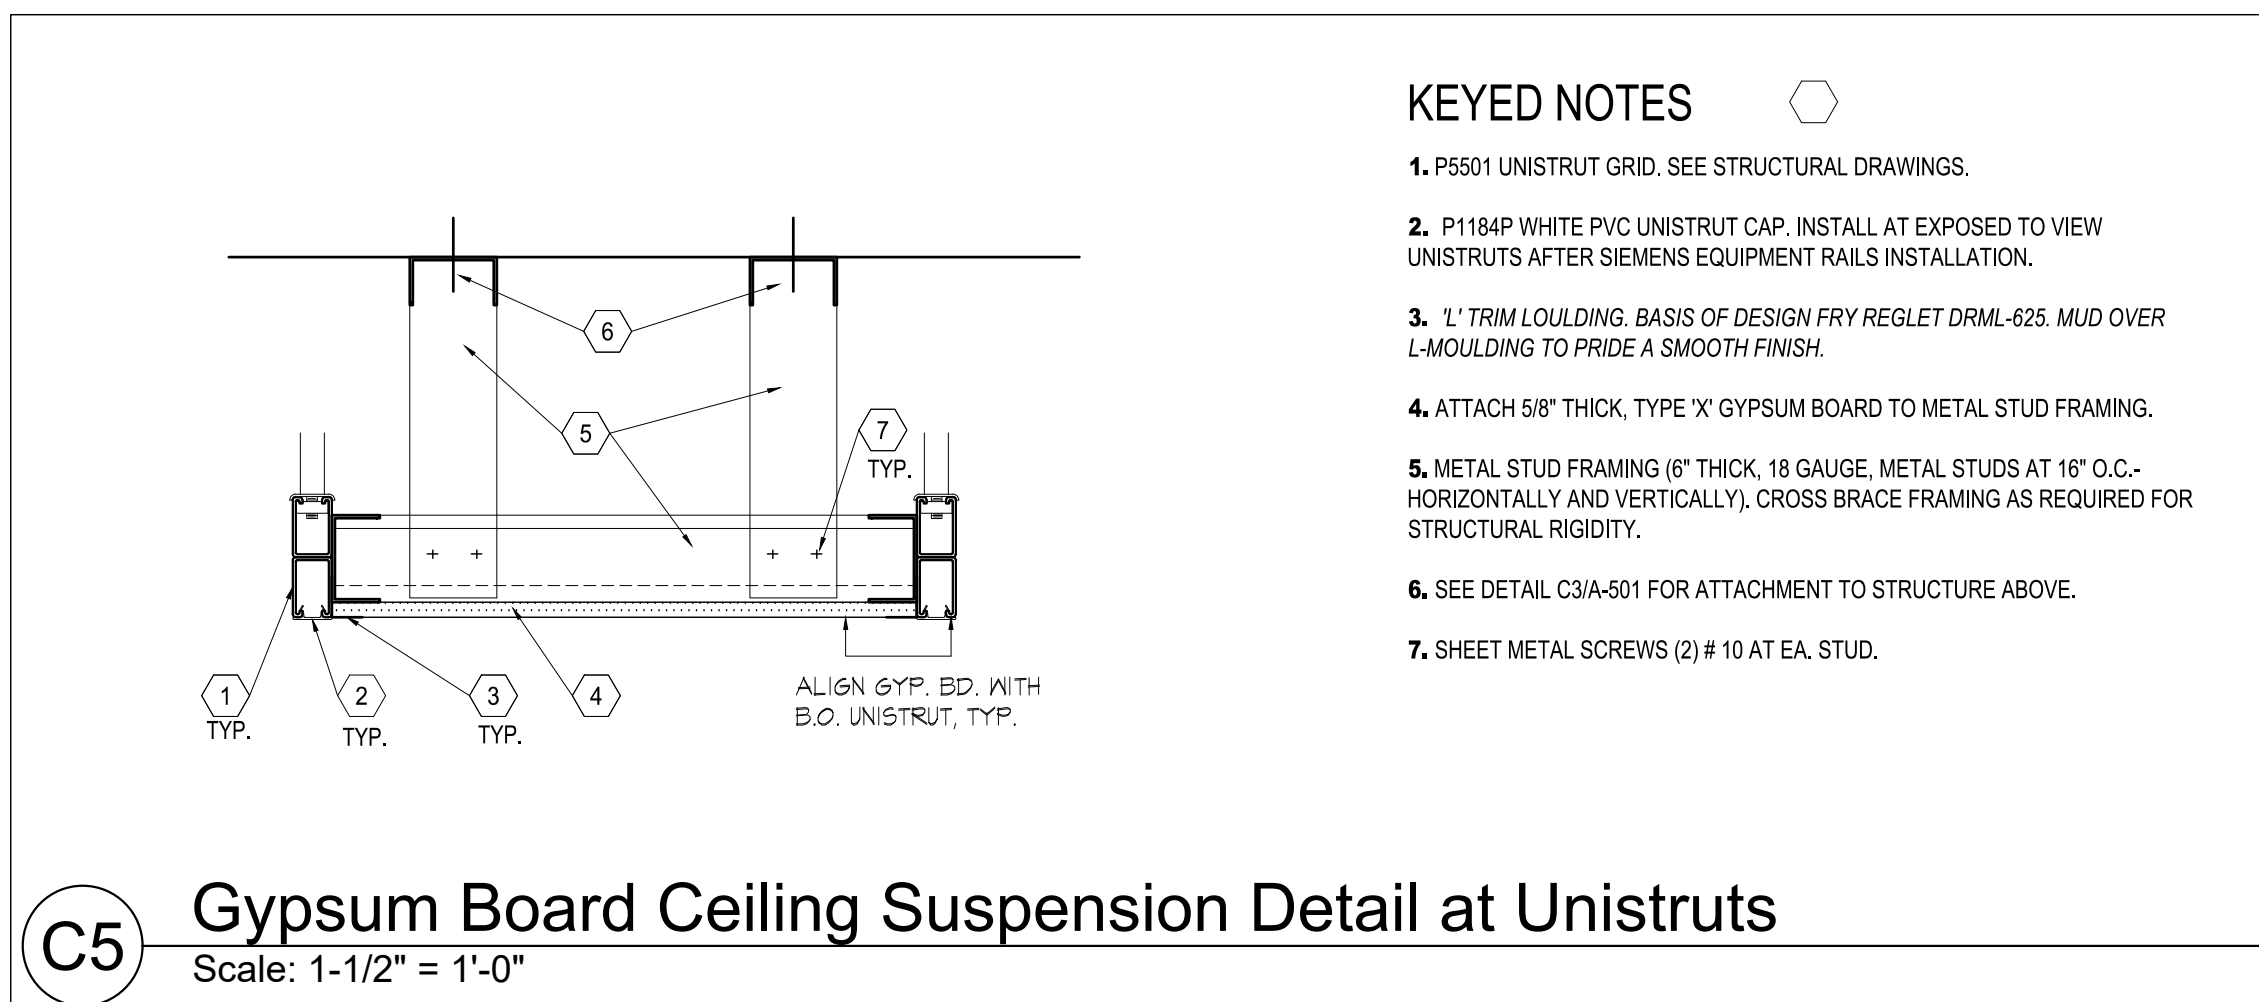 KEYED NOTES
1. P5501 UNISTRUT GRID. SEE STRUCTURAL DRAWINGS.
2. P1184P WHITE PVC UNISTRUT CAP. INSTALL AT EXPOSED TO VIEW
UNISTRUTS AFTER SIEMENS EQUIPMENT RAILS INSTALLATION.
3. 'L' TRIM LOULDING. BASIS OF DESIGN FRY REGLET DRML-625. MUD OVER
L-MOULDING TO PRIDE A SMOOTH FINISH.
4. ATTACH 5/8" THICK, TYPE 'X' GYPSUM BOARD TO METAL STUD FRAMING.
5. METAL STUD FRAMING (6" THICK, 18 GAUGE, METAL STUDS AT 16" O.C.-
HORIZONTALLY AND VERTICALLY). CROSS BRACE FRAMING AS REQUIRED FOR
STRUCTURAL RIGIDITY.
6. SEE DETAIL C3/A-501 FOR ATTACHMENT TO STRUCTURE ABOVE.
7. SHEET METAL SCREWS (2) # 10 AT EA. STUD.
6
5
7
TYP.
1
TYP.
2
TYP.
3
TYP.
4
ALIGN GYP. BD. WITH
B.O. UNISTRUT, TYP.
C5
Gypsum Board Ceiling Suspension Detail at Unistruts
Scale: 1-1/2" = 1'-0"